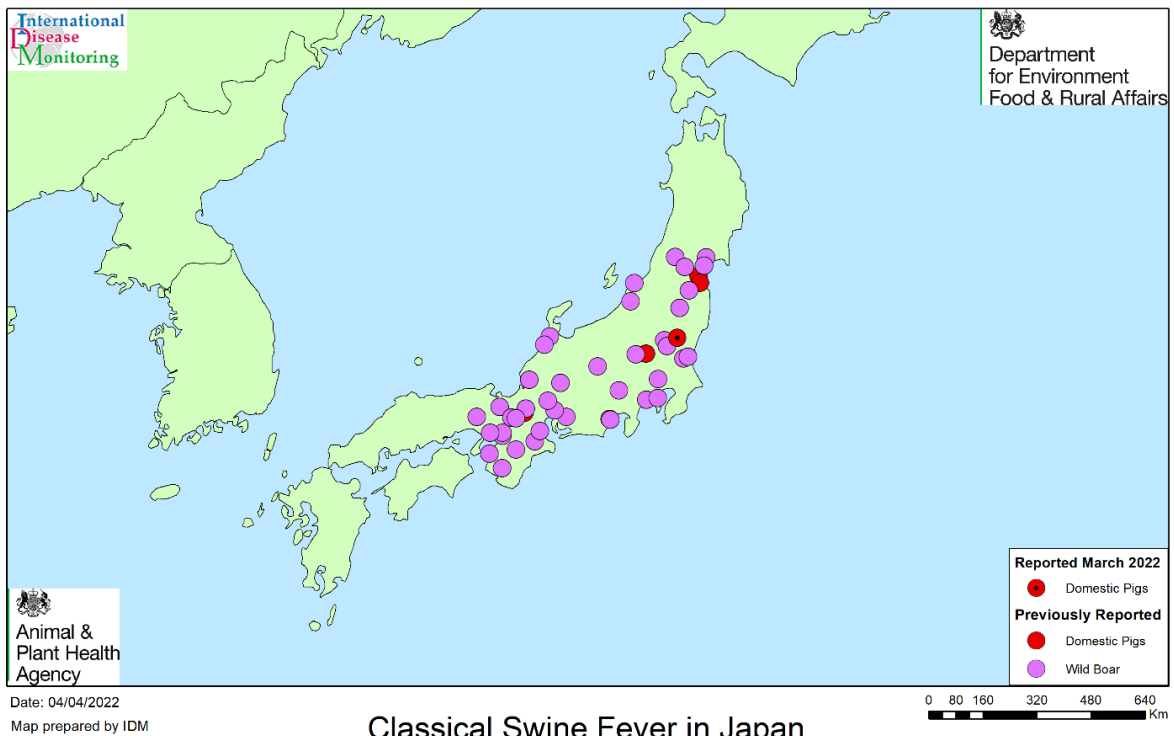 International
Disease
Monitoring
Department
for Environment
Food & Rural Affairs
Reported March 2022
Domestic Pigs
Previously Reported
Domestic Pigs
Wild Boar
Animal &
Plant Health
Agency
Date: 04/04/2022
Map prepared by IDM
Classical Swine Fever in Japan
0 80 160 320 480 640
Km